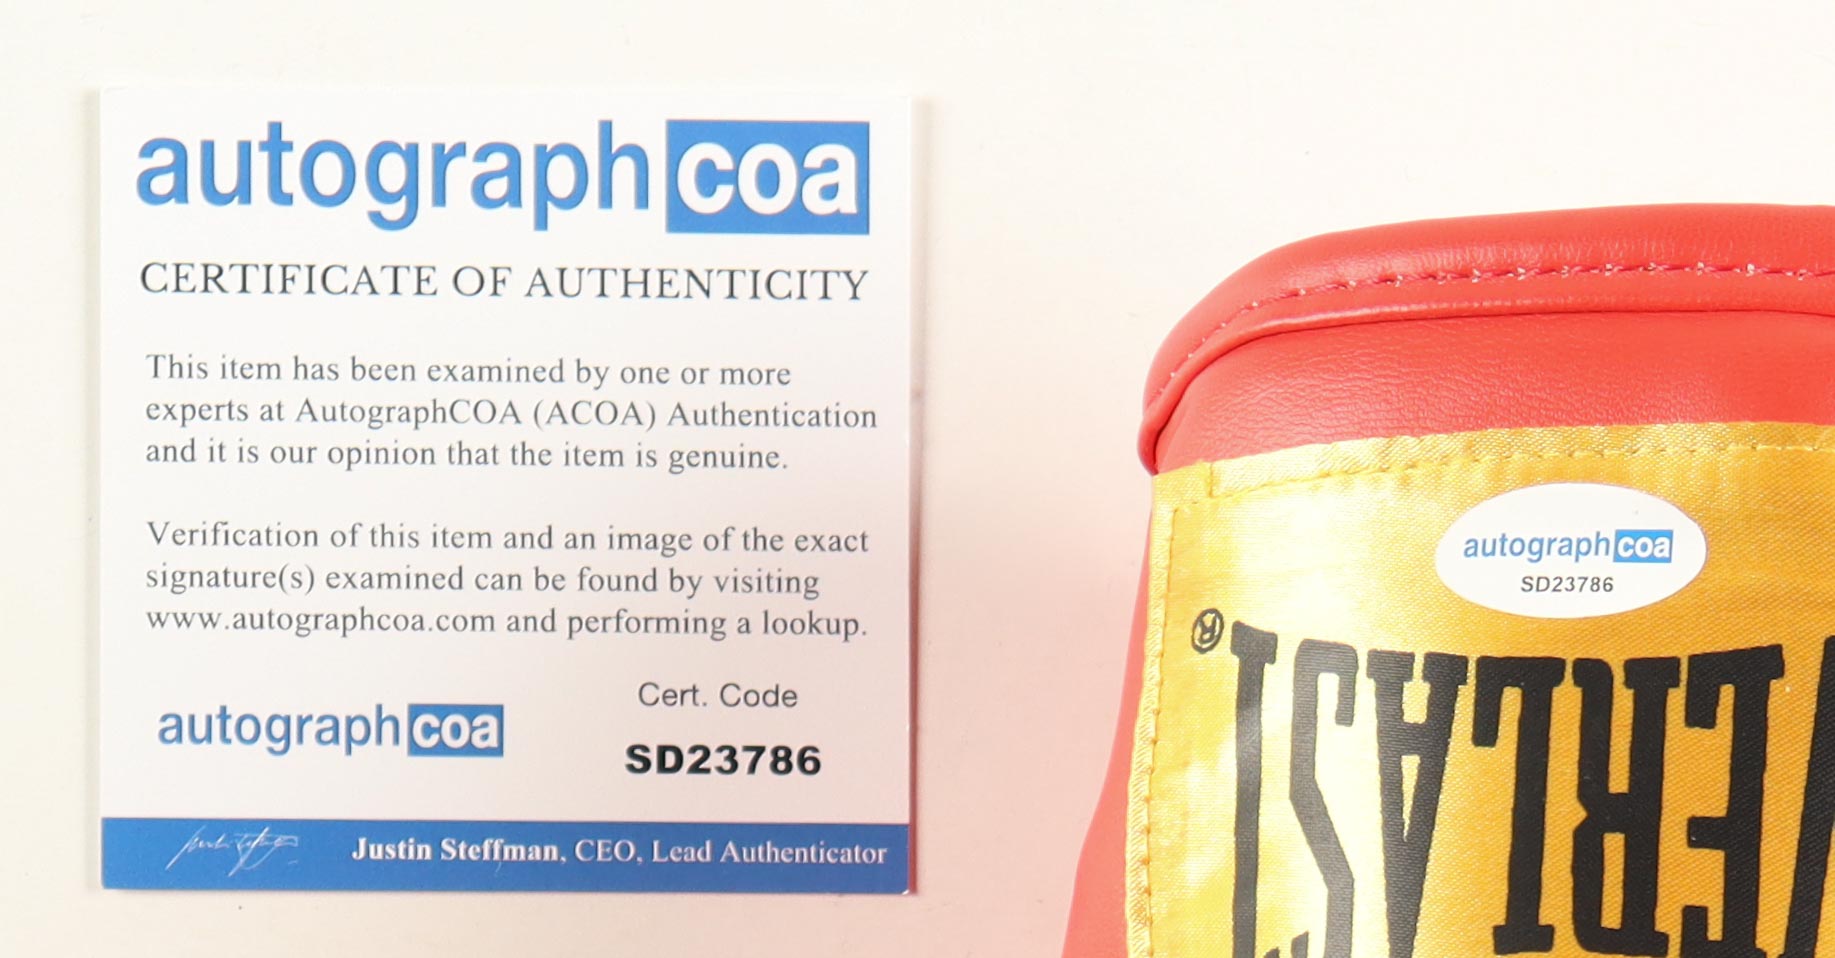 autographcoa
CERTIFICATE OF AUTHENTICITY
This item has been examined by one or more
experts at AutographCOA (ACOA) Authentication
and it is our opinion that the item is genuine.
Verification of this item and an image of the exact
signature(s) examined can be found by visiting
www.autographcoa.com and performing a lookup.
autographcoa
Cert. Code
SD23786
Justin Steffman, CEO, Lead Authenticator
autographcoa
SD23786
VERLAST®